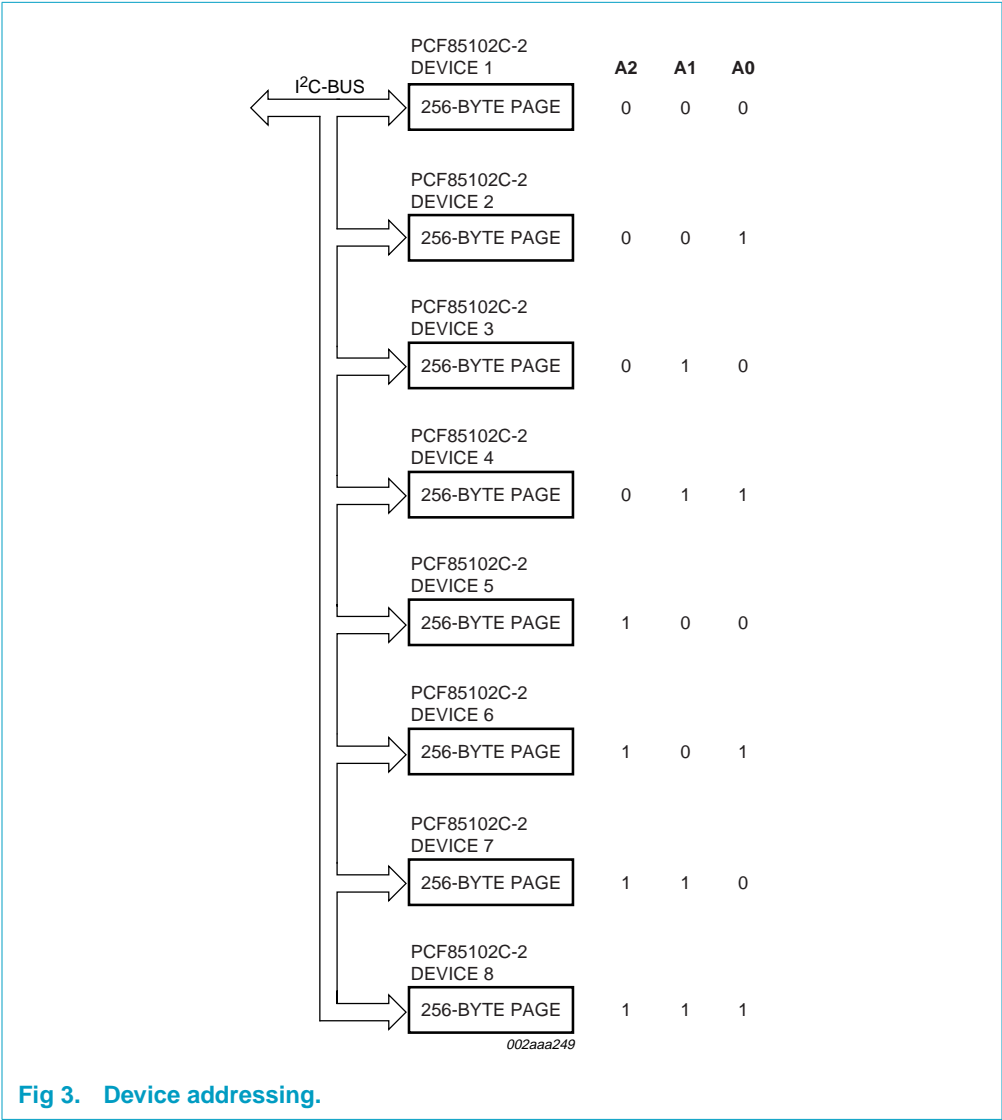 PCF85102C-2
DEVICE 1 A2 A1 A0
I²C-BUS
256-BYTE PAGE 0 0 0
PCF85102C-2
DEVICE 2
256-BYTE PAGE 0 0 1
PCF85102C-2
DEVICE 3
256-BYTE PAGE 0 1 0
PCF85102C-2
DEVICE 4
256-BYTE PAGE 0 1 1
PCF85102C-2
DEVICE 5
256-BYTE PAGE 1 0 0
PCF85102C-2
DEVICE 6
256-BYTE PAGE 1 0 1
PCF85102C-2
DEVICE 7
256-BYTE PAGE 1 1 0
PCF85102C-2
DEVICE 8
256-BYTE PAGE 1 1 1
002aaa249
Fig 3. Device addressing.